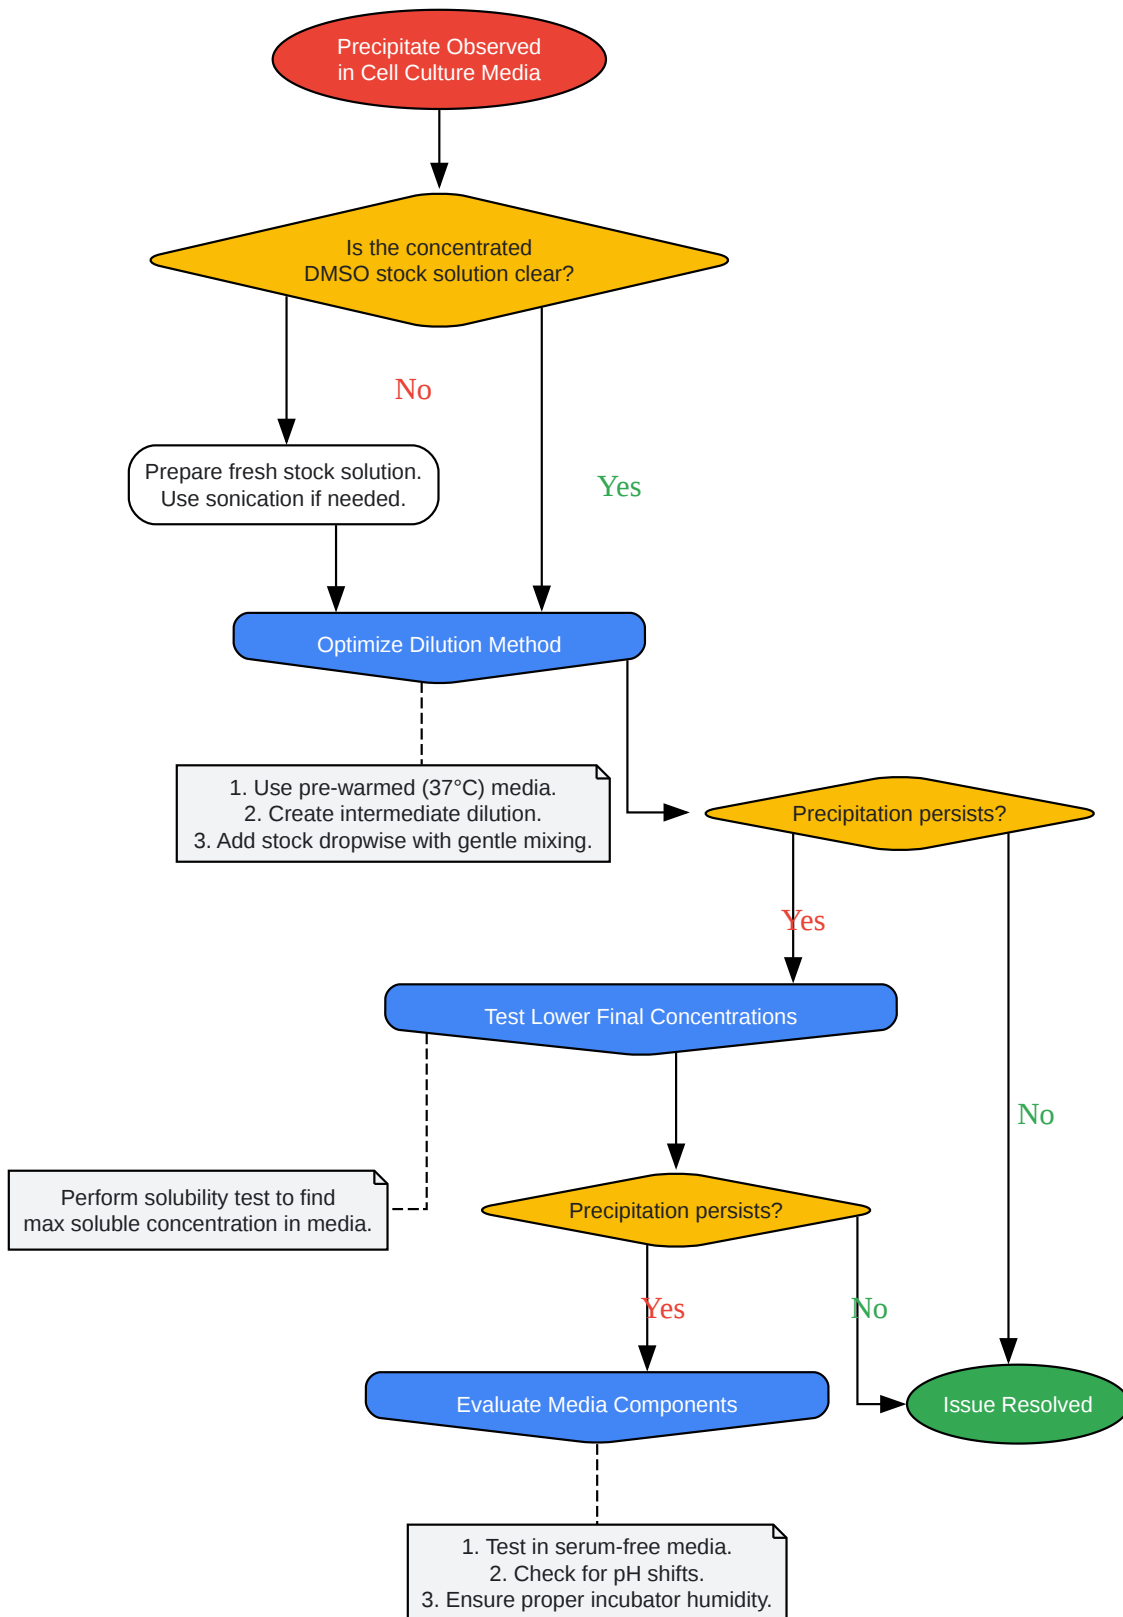 Precipitate Observed
in Cell Culture Media
Is the concentrated
DMSO stock solution clear?
No
Prepare fresh stock solution.
Use sonication if needed.
Yes
Optimize Dilution Method
1. Use pre-warmed (37°C) media.
2. Create intermediate dilution.
3. Add stock dropwise with gentle mixing.
Precipitation persists?
Yes
Test Lower Final Concentrations
No
Perform solubility test to find
max soluble concentration in media.
Precipitation persists?
Yes
No
Evaluate Media Components
Issue Resolved
1. Test in serum-free media.
2. Check for pH shifts.
3. Ensure proper incubator humidity.